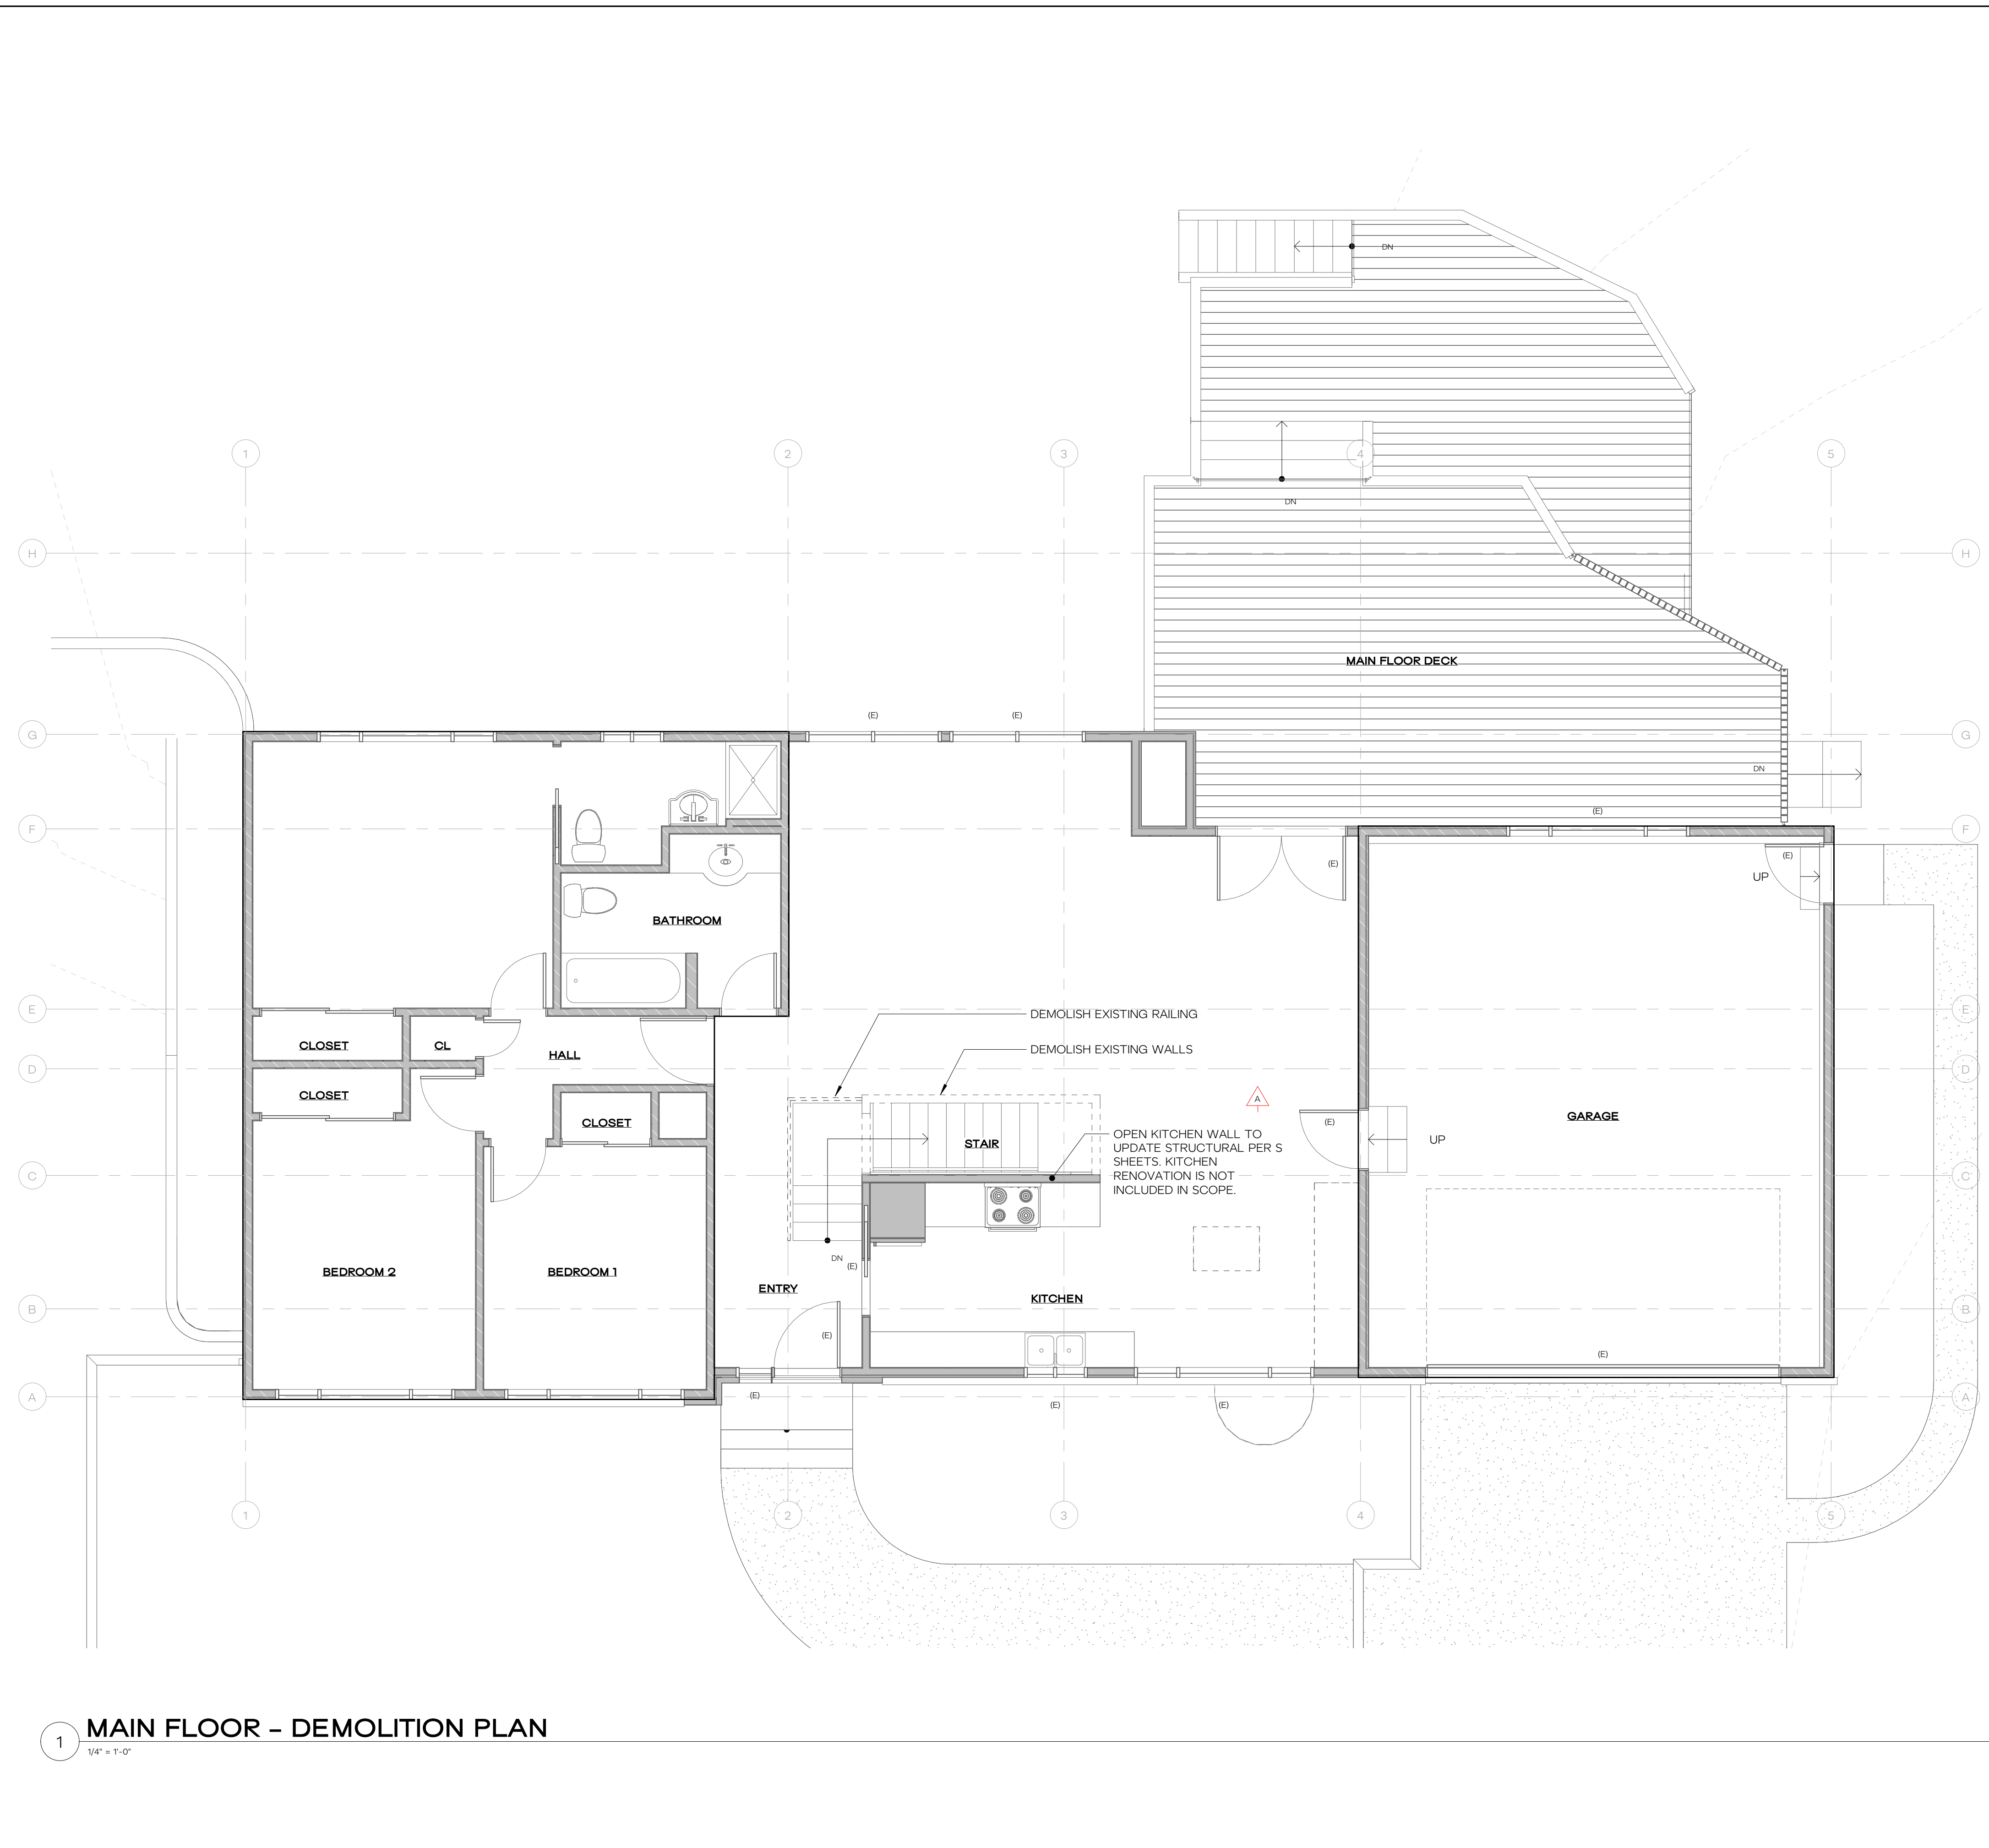 DN
1
2
3
4
5
DN
H
H
MAIN FLOOR DECK
(E)
(E)
G
G
DN
(E)
F
F
(E)
(E)
UP
BATHROOM
E
E
DEMOLISH EXISTING RAILING
CLOSET
CL
HALL
DEMOLISH EXISTING WALLS
D
D
CLOSET
A
CLOSET
(E)
GARAGE
STAIR
OPEN KITCHEN WALL TO
UPDATE STRUCTURAL PER S
SHEETS. KITCHEN
RENOVATION IS NOT
INCLUDED IN SCOPE.
UP
C
C
DN
(E)
BEDROOM 2
BEDROOM 1
ENTRY
KITCHEN
B
B
(E)
(E)
A
A
(E)
(E)
(E)
1
2
3
4
5
1
MAIN FLOOR - DEMOLITION PLAN
1/4" = 1'-0"